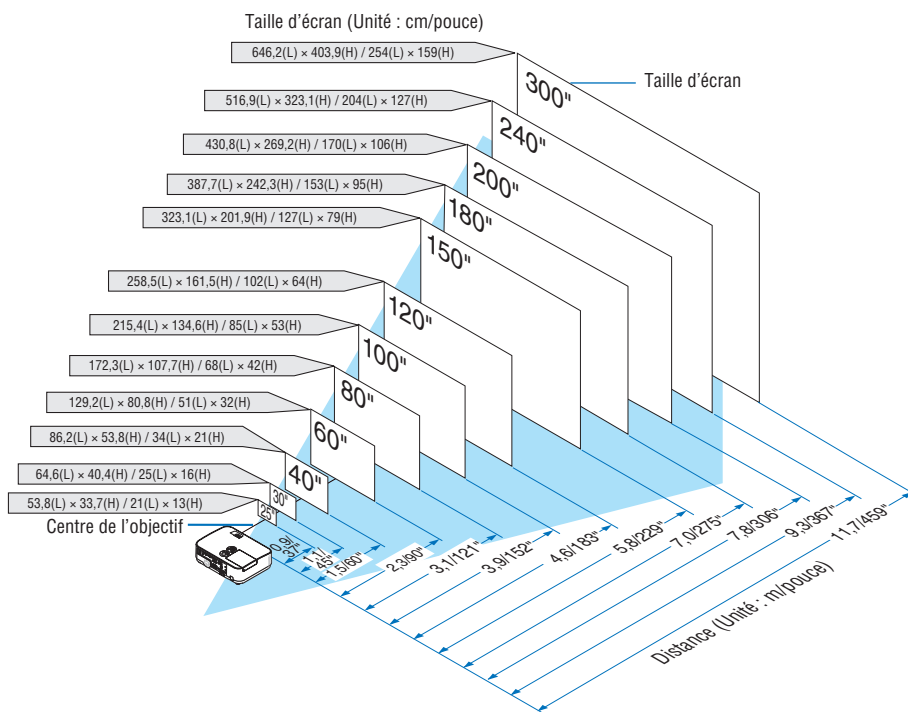 Taille d'écran (Unité : cm/pouce)
646,2(L) × 403,9(H) / 254(L) × 159(H)
Taille d'écran
300"
516,9(L) × 323,1(H) / 204(L) × 127(H)
240"
430,8(L) × 269,2(H) / 170(L) × 106(H)
200"
387,7(L) × 242,3(H) / 153(L) × 95(H)
180"
323,1(L) × 201,9(H) / 127(L) × 79(H)
150"
258,5(L) × 161,5(H) / 102(L) × 64(H)
120"
215,4(L) × 134,6(H) / 85(L) × 53(H)
100"
172,3(L) × 107,7(H) / 68(L) × 42(H)
80"
129,2(L) × 80,8(H) / 51(L) × 32(H)
60"
86,2(L) × 53,8(H) / 34(L) × 21(H)
40"
64,6(L) × 40,4(H) / 25(L) × 16(H)
30"
53,8(L) × 33,7(H) / 21(L) × 13(H)
25"
Centre de l'objectif
0,9/
37"
1,1/
45"
1,5/60"
2,3/90"
3,1/121"
3,9/152"
4,6/183"
5,8/229"
7,0/275"
7,8/306"
9,3/367"
11,7/459"
Distance (Unité : m/pouce)